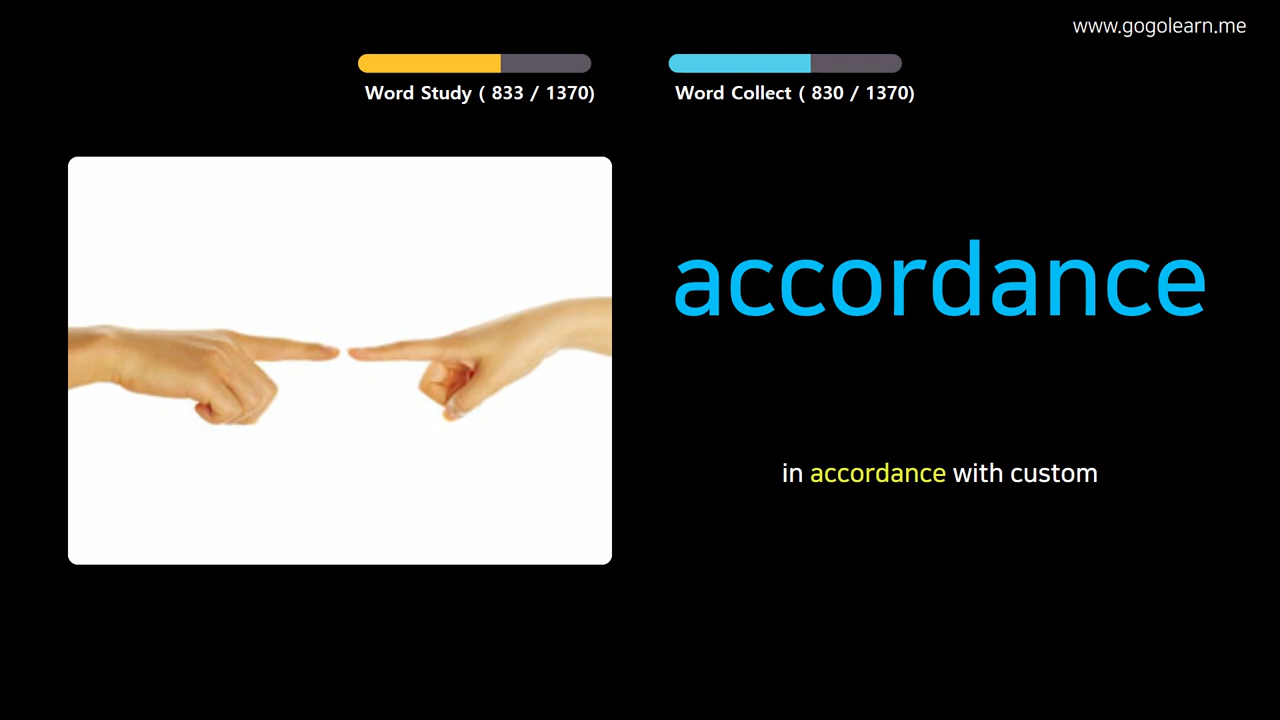 www.gogolearn.me
Word Study ( 833 / 1370)
Word Collect ( 830 / 1370)
accordance
in accordance with custom